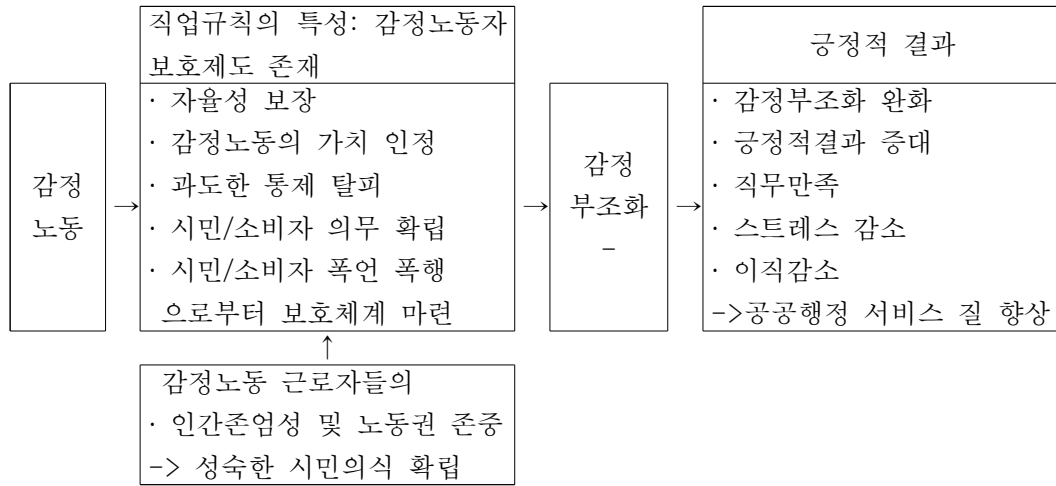 직업규칙의 특성: 감정노동자
보호제도 존재
긍정적 결과
감정
노동
→
· 자율성 보장
· 감정노동의 가치 인정
· 과도한 통제 탈피
· 시민/소비자 의무 확립
· 시민/소비자 폭언 폭행
으로부터 보호체계 마련
→
감정
부조화
-
→
· 감정부조화 완화
· 긍정적결과 증대
· 직무만족
· 스트레스 감소
· 이직감소
->공공행정 서비스 질 향상
↑
감정노동 근로자들의
· 인간존엄성 및 노동권 존중
-> 성숙한 시민의식 확립